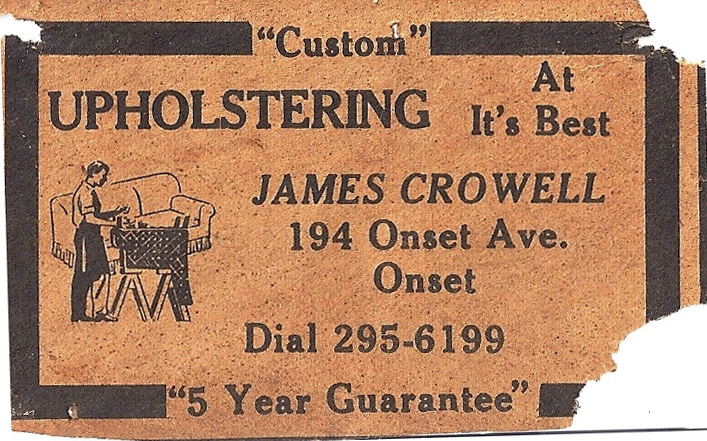 “Custom”
UPHOLSTERING
At
It's Best
JAMES CROWELL
194 Onset Ave.
Onset
Dial 295-6199
“5 Year Guarantee”